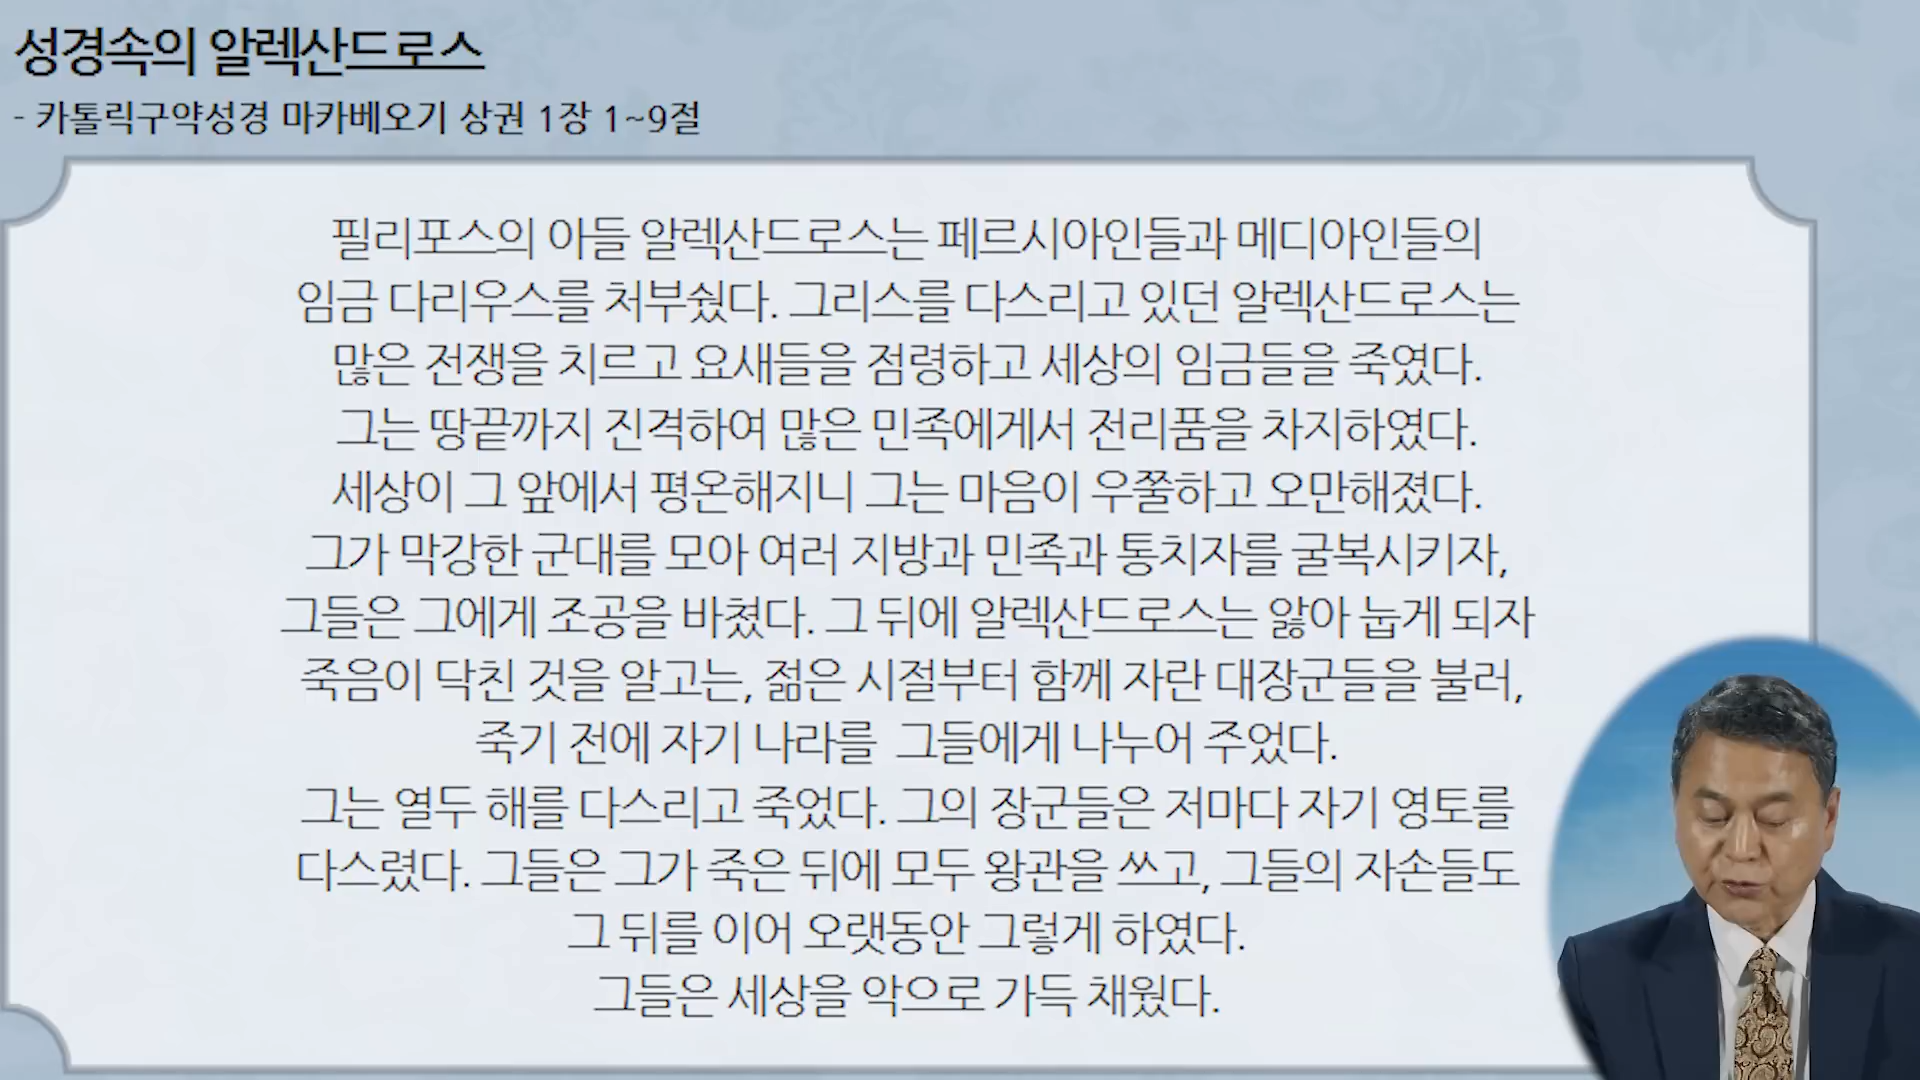 성경속의 알렉산드로스
- 카톨릭구약성경 마카베오기 상권 1장 1~9절
필리포스의 아들 알렉산드로스는 페르시아인들과 메디아인들의
임금 다리우스를 처부쉈다. 그리스를 다스리고 있던 알렉산드로스는
많은 전쟁을 치르고 요새들을 점령하고 세상의 임금들을 죽였다.
그는 땅끝까지 진격하여 많은 민족에게서 전리품을 차지하였다.
세상이 그 앞에서 평온해지니 그는 마음이 우쭐하고 오만해졌다.
그가 막강한 군대를 모아 여러 지방과 민족과 통치자를 굴복시키자,
그들은 그에게 조공을 바쳤다. 그 뒤에 알렉산드로스는 앓아 눕게 되자
죽음이 닥친 것을 알고는, 젊은 시절부터 함께 자란 대장군들을 불러,
죽기 전에 자기 나라를 그들에게 나누어 주었다.
그는 열두 해를 다스리고 죽었다. 그의 장군들은 저마다 자기 영토를
다스렸다. 그들은 그가 죽은 뒤에 모두 왕관을 쓰고, 그들의 자손들도
그 뒤를 이어 오랫동안 그렇게 하였다.
그들은 세상을 악으로 가득 채웠다.